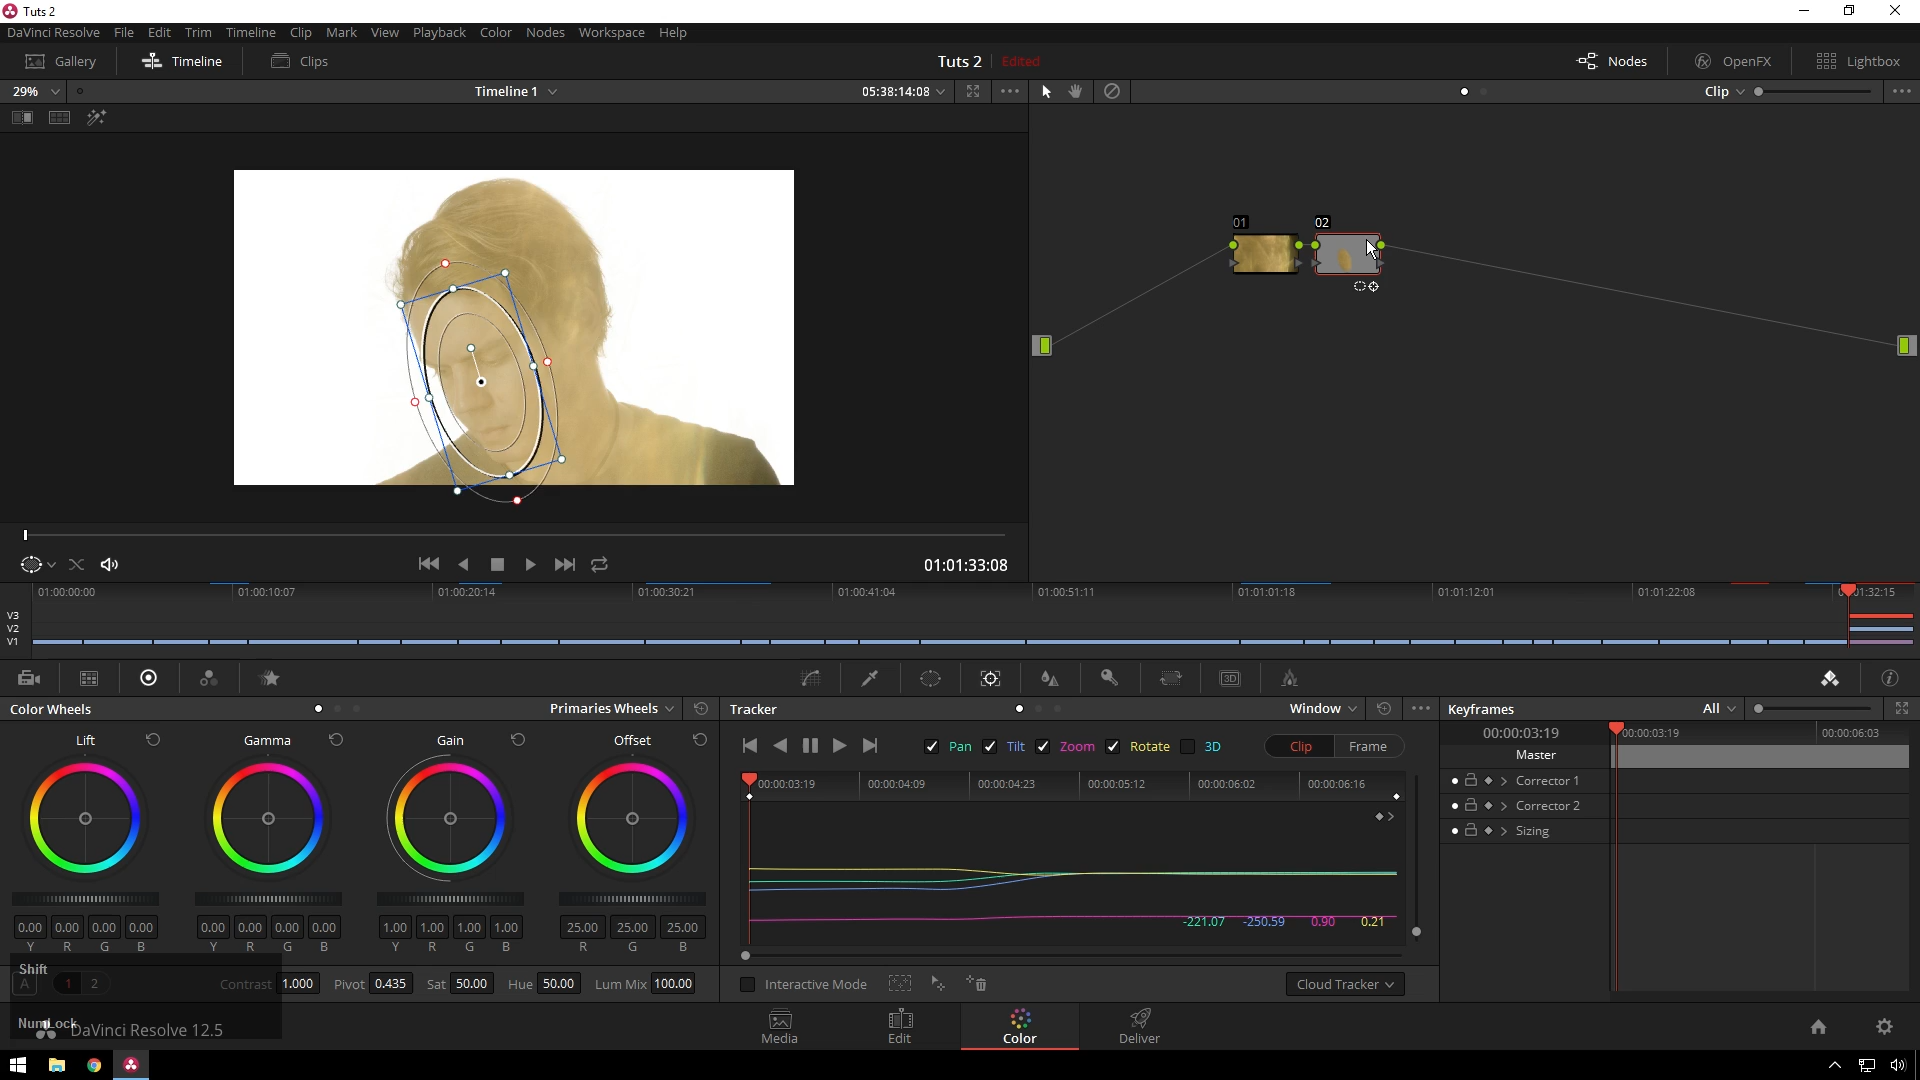 Tuts 2
DaVinci Resolve File Edit Trim Timeline Clip Mark View Playback Color Nodes Workspace Help
Gallery Timeline Clips Tuts 2 Edited Nodes OpenFX Lightbox
29% Timeline 1 05:38:14:08 Clip
01 02
01:01:33:08
01:00:00:00 01:00:10:07 01:00:20:14 01:00:30:21 01:00:41:04 01:00:51:11 01:01:01:18 01:01:12:01 01:01:22:08 01:32:15
V3
V2
V1
3D
Color Wheels Primaries Wheels Tracker Window Keyframes All
Lift Gamma Gain Offset Pan Tilt Zoom Rotate 3D Clip Frame 00:00:03:19 00:00:03:19 00:00:06:03
Master
00:00:03:19 00:00:04:09 00:00:04:23 00:00:05:12 00:00:06:02 00:00:06:16 Corrector 1
Corrector 2
Sizing
0.00 0.00 0.00 0.00 0.00 0.00 0.00 0.00 1.00 1.00 1.00 1.00 25.00 25.00 25.00 -221.07 -250.59 0.90 0.21
Y R G B Y R G B Y R G B R G B
Shift
A 1 2 Contrast 1.000 Pivot 0.435 Sat 50.00 Hue 50.00 Lum Mix 100.00 Interactive Mode Cloud Tracker
NumLock
DaVinci Resolve 12.5 Media Edit Color Deliver